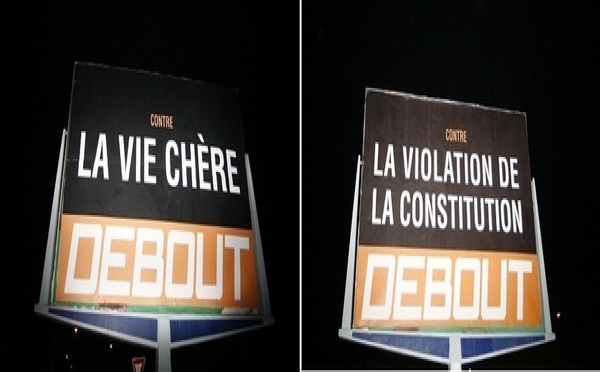 CONTRE
LA VIE CHÈRE
DEBOUT
CONTRE
LA VIOLATION DE
LA CONSTITUTION
DEBOUT